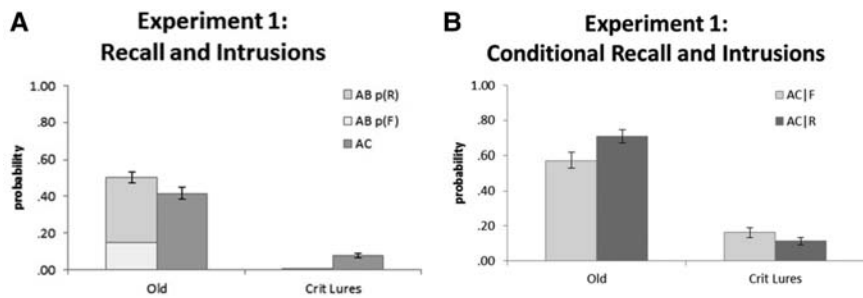 A
Experiment 1:
Recall and Intrusions
1.00
.80
.60
.40
.20
.00
probability
AB p(R)
AB p(F)
AC
Old
Crit Lures
B
Experiment 1:
Conditional Recall and Intrusions
1.00
.80
.60
.40
.20
.00
probability
AC|F
AC|R
Old
Crit Lures